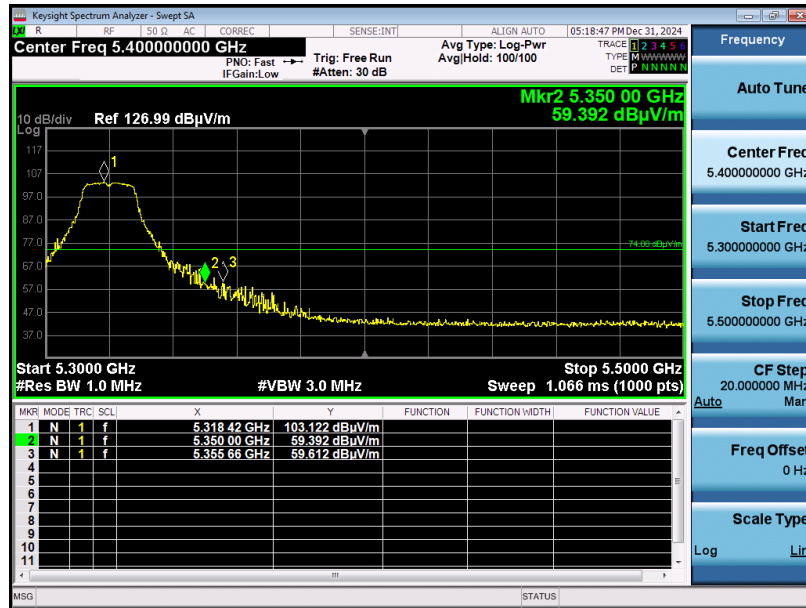 Keysight Spectrum Analyzer - Swept SA
LXI R RF 50 Ω AC CORREC SENSE:INT ALIGN AUTO 05:18:47 PM Dec 31, 2024
Center Freq 5.400000000 GHz
PNO: Fast
IFGain:Low
Trig: Free Run
#Atten: 30 dB
Avg Type: Log-Pwr
Avg|Hold: 100/100
TRACE 1 2 3 4 5 6
TYPE M WWWWW
DET P N N N N N
Mkr2 5.350 00 GHz
59.392 dBµV/m
10 dB/div Ref 126.99 dBµV/m
Log
117
107
97.0
87.0
77.0
67.0
57.0
47.0
37.0
1
2 3
74.00 dBµV/m
Start 5.3000 GHz Stop 5.5000 GHz
#Res BW 1.0 MHz #VBW 3.0 MHz Sweep 1.066 ms (1000 pts)
MKR MODE TRC SCL X Y FUNCTION FUNCTION WIDTH FUNCTION VALUE
1 N 1 f 5.318 42 GHz 103.122 dBµV/m
2 N 1 f 5.350 00 GHz 59.392 dBµV/m
3 N 1 f 5.355 66 GHz 59.612 dBµV/m
4
5
6
7
8
9
10
11
MSG STATUS
Frequency
Auto Tune
Center Freq
5.400000000 GHz
Start Freq
5.300000000 GHz
Stop Freq
5.500000000 GHz
CF Step
20.000000 MHz
Auto Man
Freq Offset
0 Hz
Scale Type
Log Lin